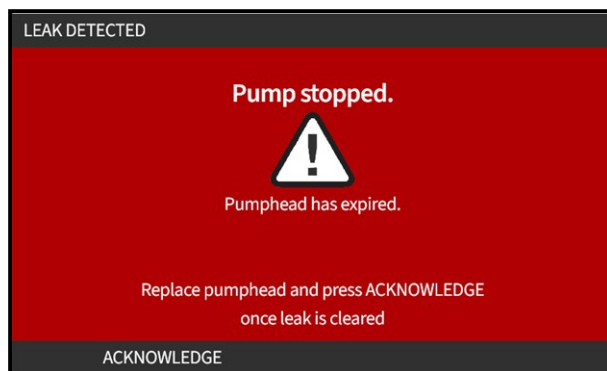 LEAK DETECTED
Pump stopped.
!
Pumphead has expired.
Replace pumphead and press ACKNOWLEDGE
once leak is cleared
ACKNOWLEDGE